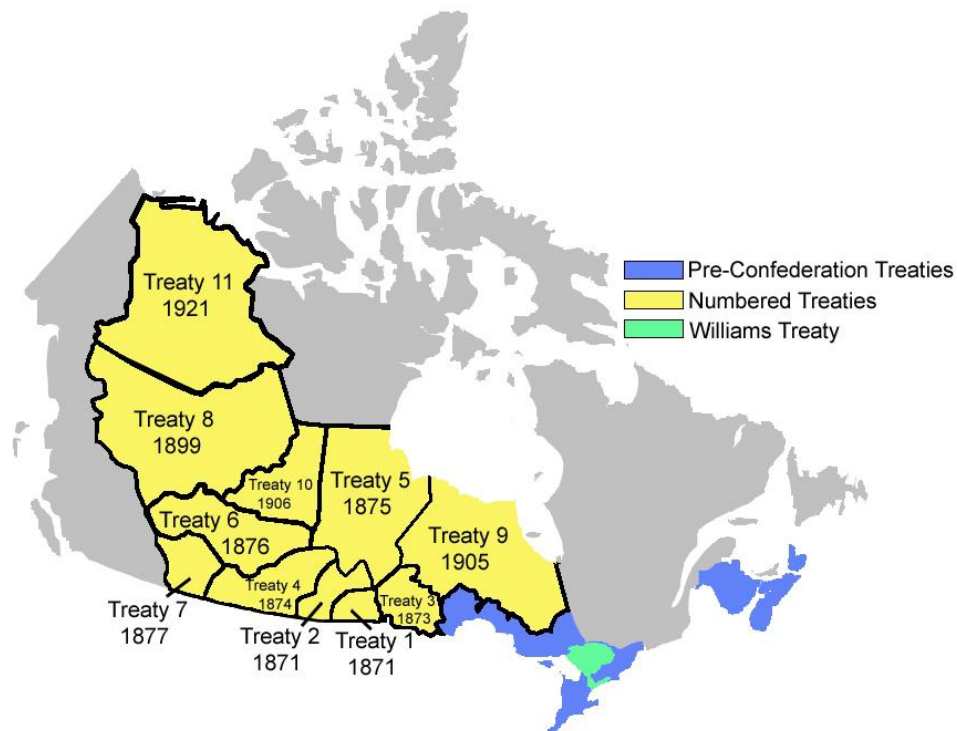 Treaty 11
1921
Pre-Confederation Treaties
Numbered Treaties
Williams Treaty
Treaty 8
1899
Treaty 10
1906
Treaty 5
1875
Treaty 6
1876
Treaty 9
1905
Treaty 4
1874
Treaty 3
1873
Treaty 7
1877
Treaty 2
1871
Treaty 1
1871